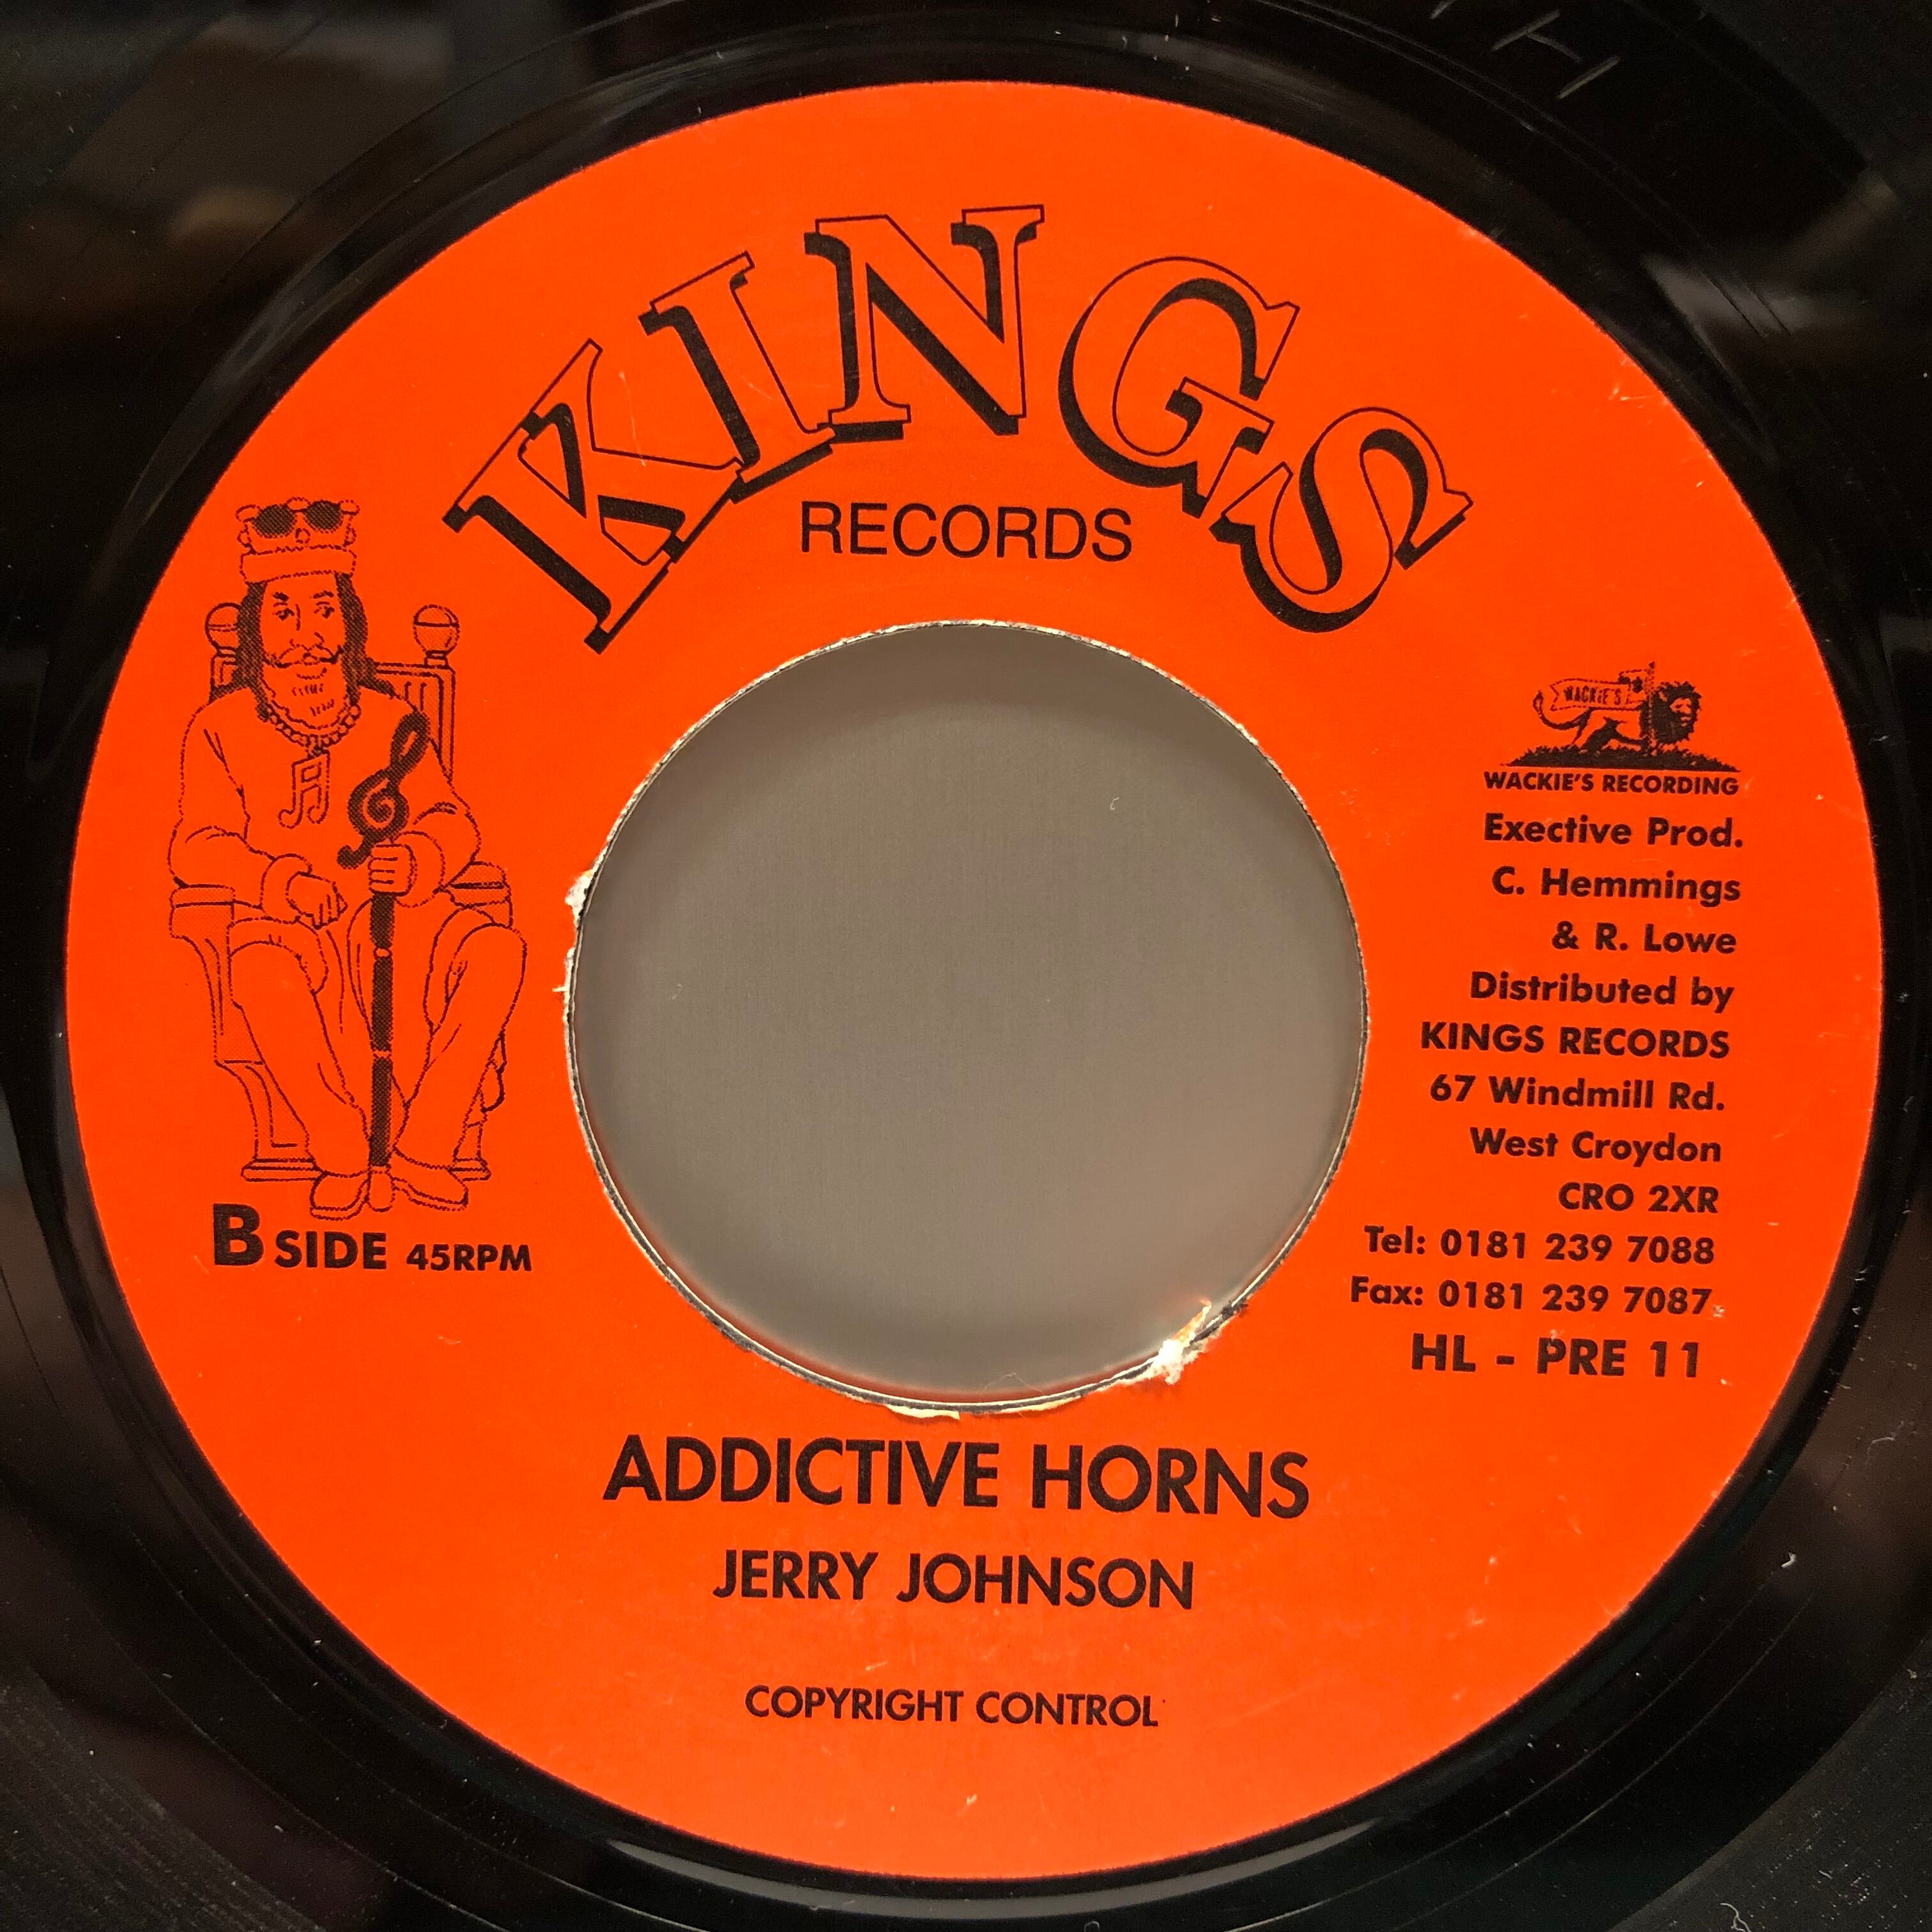 KINGS
RECORDS
WACKIE'S
WACKIE'S RECORDING
Exective Prod.
C. Hemmings
& R. Lowe
Distributed by
KINGS RECORDS
67 Windmill Rd.
West Croydon
CRO 2XR
Tel: 0181 239 7088
Fax: 0181 239 7087
HL - PRE 11
B SIDE 45RPM
ADDICTIVE HORNS
JERRY JOHNSON
COPYRIGHT CONTROL